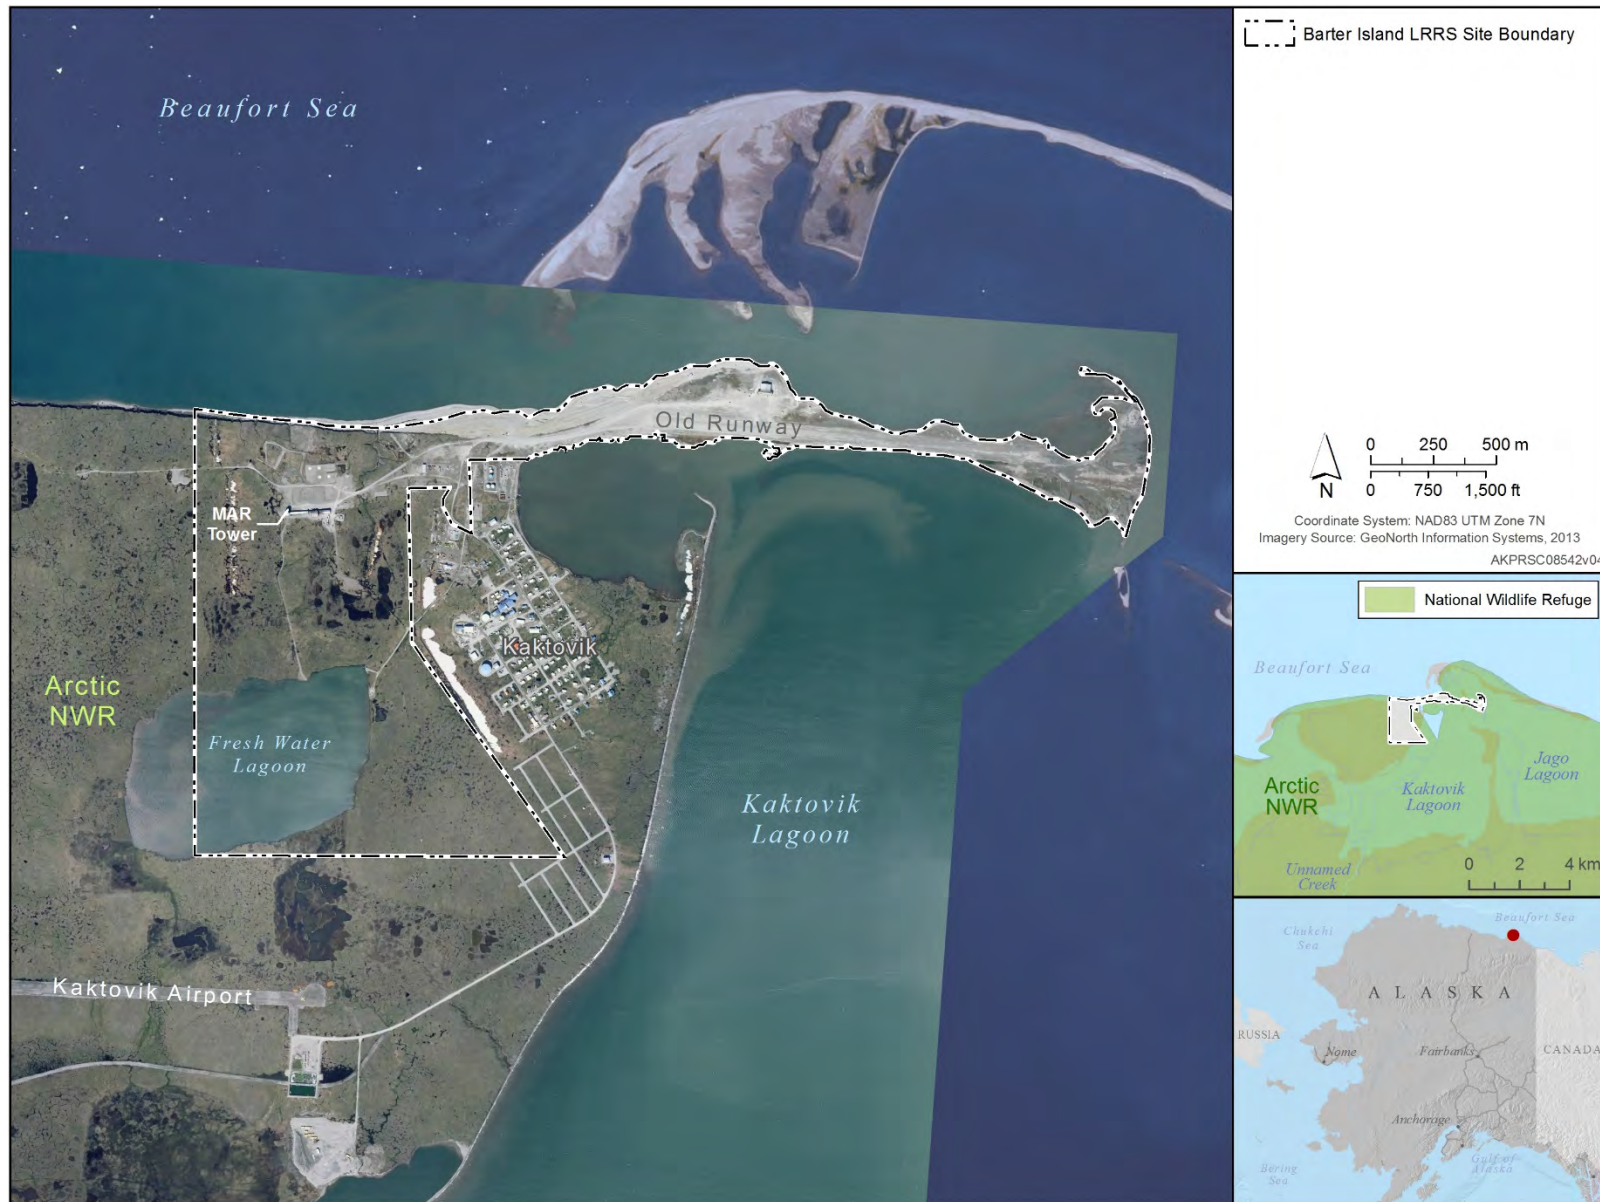 Beaufort Sea
Old Runway
MAR
Tower
Kaktovik
Arctic
NWR
Fresh Water
Lagoon
Kaktovik
Lagoon
Kaktovik Airport
Barter Island LRRS Site Boundary
N
0 250 500 m
0 750 1,500 ft
Coordinate System: NAD83 UTM Zone 7N
Imagery Source: GeoNorth Information Systems, 2013
AKPRSC08542v04
National Wildlife Refuge
Beaufort Sea
Arctic
NWR
Kaktovik
Lagoon
Jago
Lagoon
Unnamed
Creek
0 2 4 km
Beaufort Sea
Chukchi
Sea
ALASKA
RUSSIA
Nome
Fairbanks
CANADA
Anchorage
Gulf of
Alaska
Bering
Sea